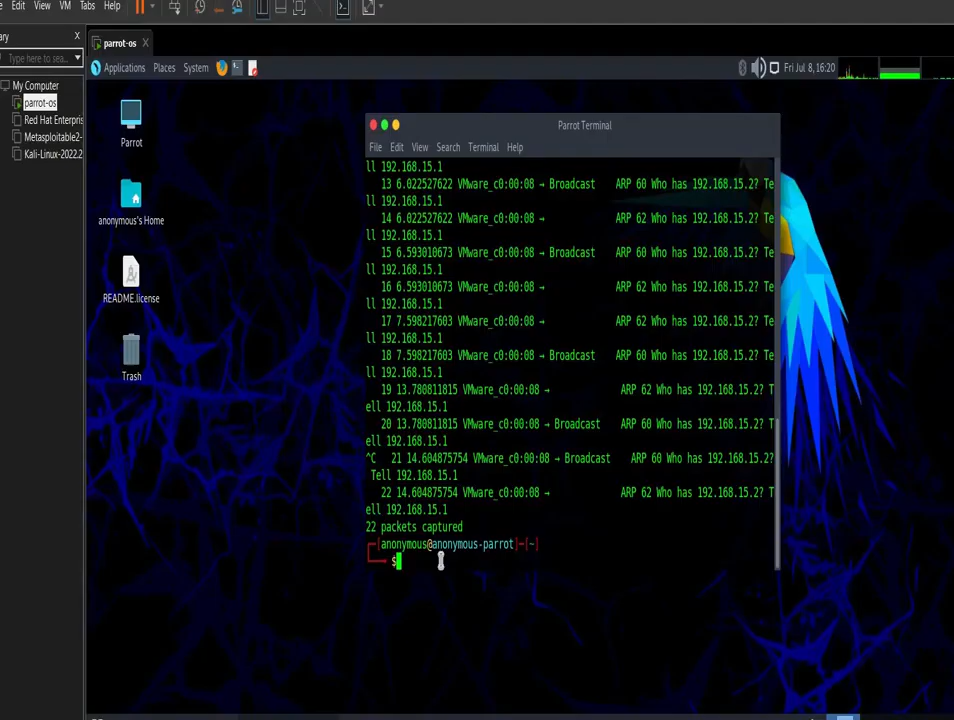 Edit View VM Tabs Help
ary X
Type here to sea...
My Computer
parrot-os
Red Hat Enterpris
Metasploitable2-
Kali-Linux-2022.2
parrot-os X
Applications Places System Fri Jul 8, 16:20
Parrot
anonymous's Home
README.license
Trash
Parrot Terminal
File Edit View Search Terminal Help
ll 192.168.15.1
13 6.022527622 VMware_c0:00:08 → Broadcast ARP 60 Who has 192.168.15.2? Te
ll 192.168.15.1
14 6.022527622 VMware_c0:00:08 → ARP 62 Who has 192.168.15.2? Te
ll 192.168.15.1
15 6.593010673 VMware_c0:00:08 → Broadcast ARP 60 Who has 192.168.15.2? Te
ll 192.168.15.1
16 6.593010673 VMware_c0:00:08 → ARP 62 Who has 192.168.15.2? Te
ll 192.168.15.1
17 7.598217603 VMware_c0:00:08 → ARP 62 Who has 192.168.15.2? Te
ll 192.168.15.1
18 7.598217603 VMware_c0:00:08 → Broadcast ARP 60 Who has 192.168.15.2? Te
ll 192.168.15.1
19 13.780811815 VMware_c0:00:08 → ARP 62 Who has 192.168.15.2? T
ell 192.168.15.1
20 13.780811815 VMware_c0:00:08 → Broadcast ARP 60 Who has 192.168.15.2? T
ell 192.168.15.1
^C 21 14.604875754 VMware_c0:00:08 → Broadcast ARP 60 Who has 192.168.15.2?
Tell 192.168.15.1
22 14.604875754 VMware_c0:00:08 → ARP 62 Who has 192.168.15.2? T
ell 192.168.15.1
22 packets captured
┌─[anonymous@anonymous-parrot]─[~]
└──╼ $